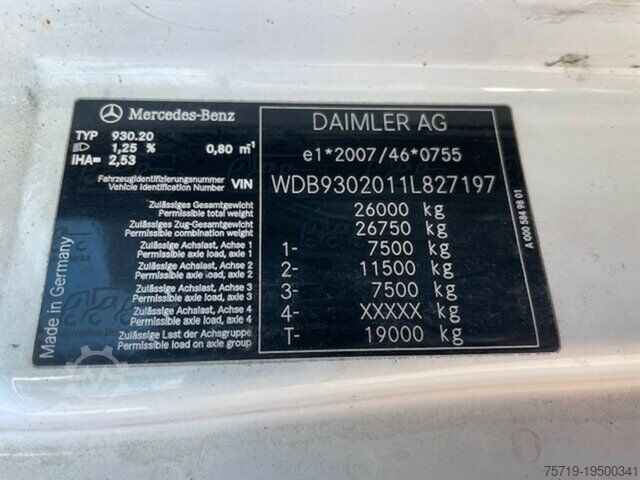 Mercedes-Benz
DAIMLER AG
TYP 930.20
1,25 % 0,80 m⁻¹
IHA= 2,53
e1*2007/46*0755
Fahrzeugidentifizierungsnummer
Vehicle Identification Number VIN WDB9302011L827197
Zulässiges Gesamtgewicht
Permissible total weight 26000 kg
Zulässiges Zug-Gesamtgewicht
Permissible combination weight 26750 kg
Zulässige Achslast, Achse 1
Permissible axle load, axle 1 1- 7500 kg
Zulässige Achslast, Achse 2
Permissible axle load, axle 2 2- 11500 kg
Zulässige Achslast, Achse 3
Permissible axle load, axle 3 3- 7500 kg
Zulässige Achslast, Achse 4
Permissible axle load, axle 4 4- XXXXX kg
Zulässige Last der Achsgruppe
Permissible load on axle group T- 19000 kg
Made in Germany
A 000 584 98 01
75719-19500341